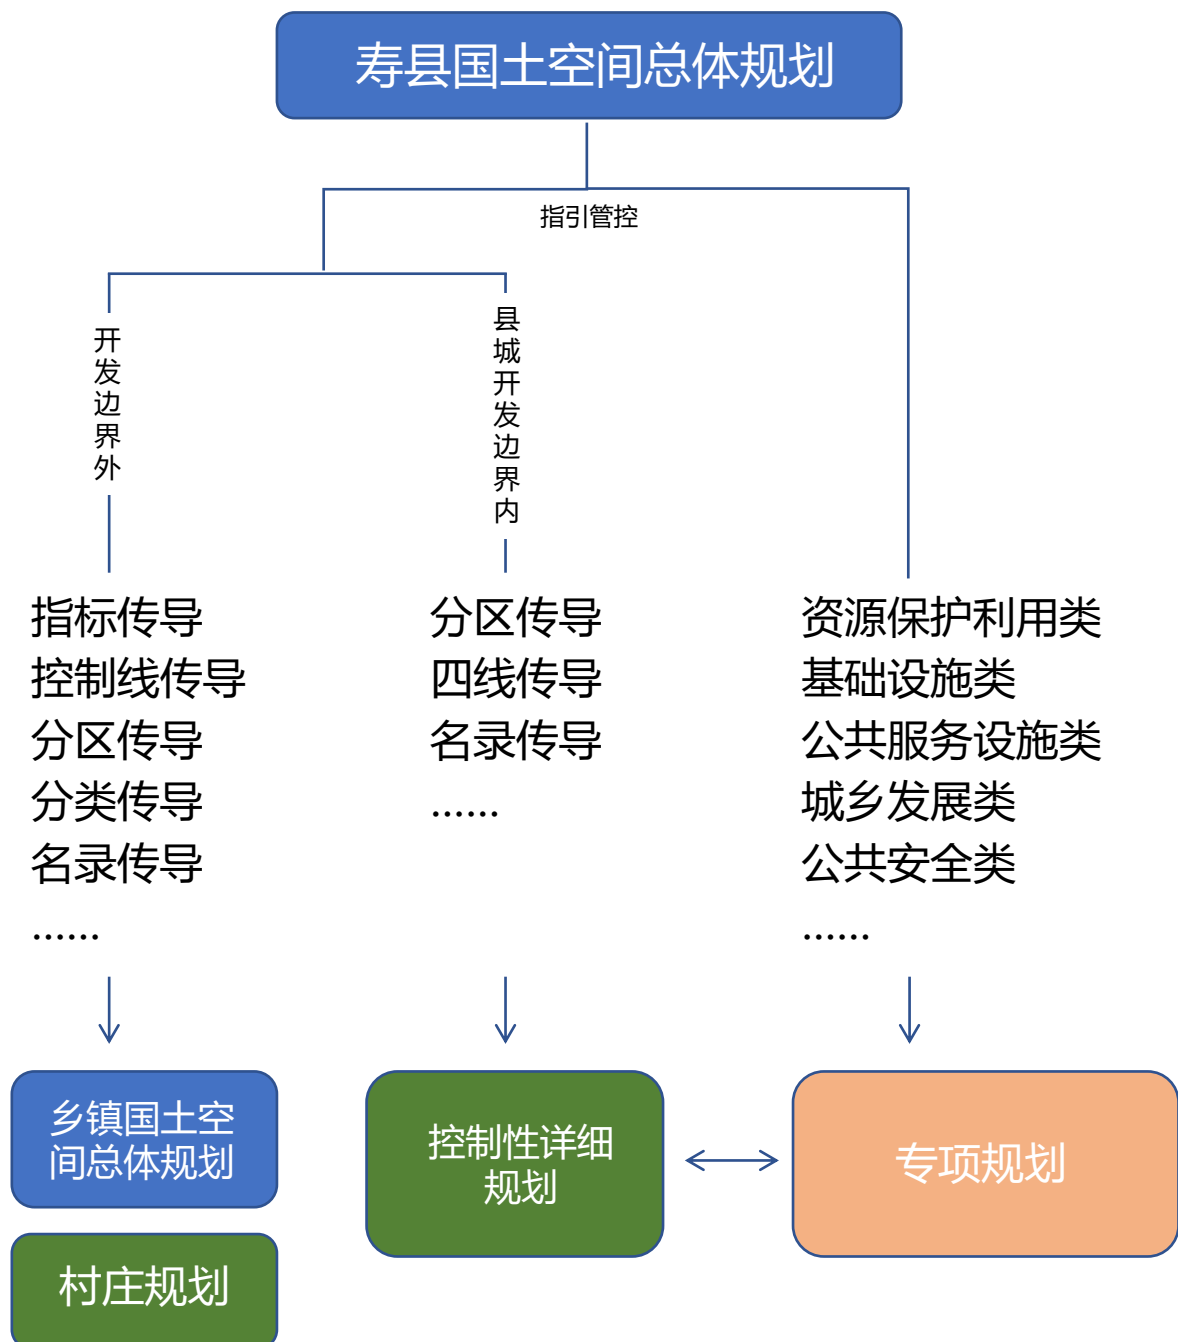 寿县国土空间总体规划
指引管控
开发边界外
县城开发边界内
指标传导
控制线传导
分区传导
分类传导
名录传导
......
分区传导
四线传导
名录传导
......
资源保护利用类
基础设施类
公共服务设施类
城乡发展类
公共安全类
......
乡镇国土空
间总体规划
村庄规划
控制性详细
规划
专项规划